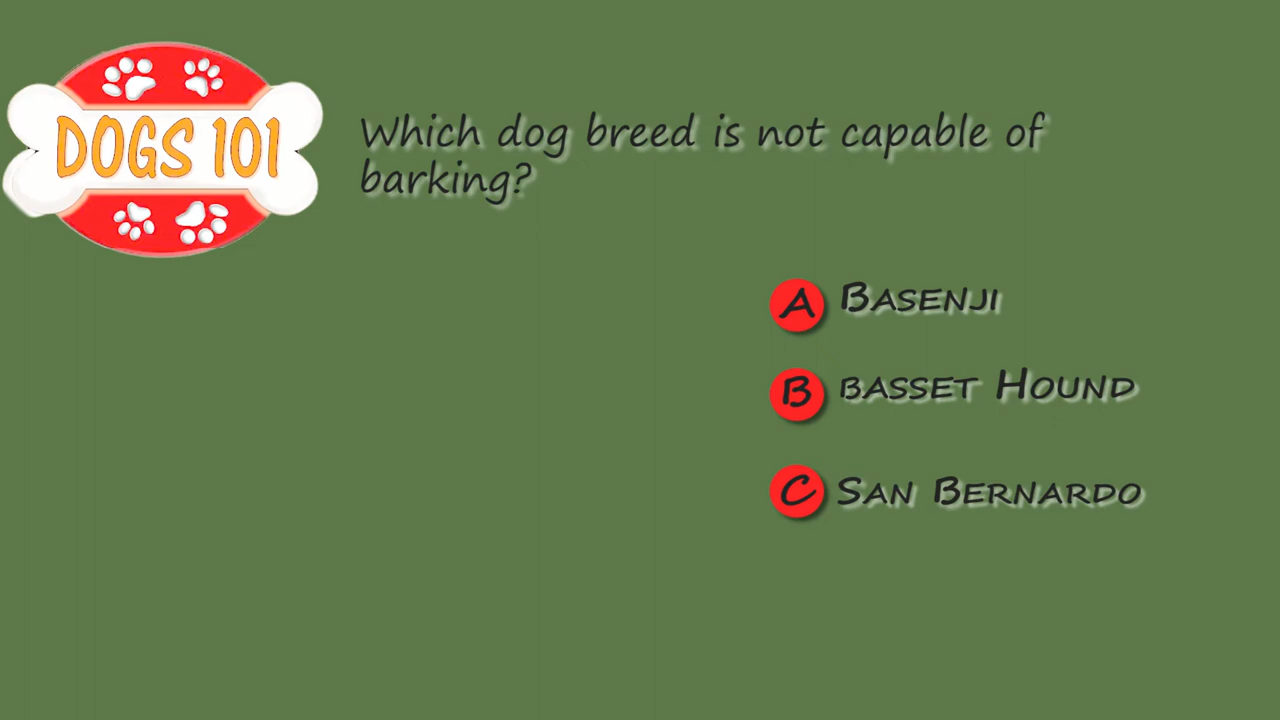 DOGS 101
Which dog breed is not capable of
barking?
A BASENJI
B BASSET HOUND
C SAN BERNARDO